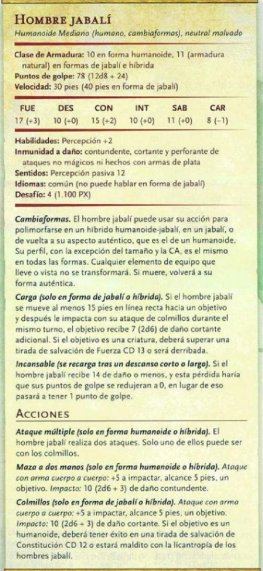 HOMBRE JABALÍ
Humanoide Mediano (humano, cambiaformas), neutral malvado
Clase de Armadura: 10 en forma humanoide, 11 (armadura
natural) en formas de jabalí e híbrida
Puntos de golpe: 78 (12d8 + 24)
Velocidad: 30 pies (40 pies en forma de jabalí)
FUE DES CON INT SAB CAR
17 (+3) 10 (+0) 15 (+2) 10 (+0) 11 (+0) 8 (−1)
Habilidades: Percepción +2
Inmunidad a daño: contundente, cortante y perforante de
ataques no mágicos ni hechos con armas de plata
Sentidos: Percepción pasiva 12
Idiomas: común (no puede hablar en forma de jabalí)
Desafío: 4 (1.100 PX)
Cambiaformas. El hombre jabalí puede usar su acción para
polimorfarse en un híbrido humanoide-jabalí, en un jabalí, o
de vuelta a su aspecto auténtico, que es el de un humanoide.
Su perfil, con la excepción del tamaño y la CA, es el mismo
en todas las formas. Cualquier elemento de equipo que
lleve o vista no se transformará. Si muere, volverá a su
forma auténtica.
Carga (solo en forma de jabalí o híbrida). Si el hombre jabalí
se mueve al menos 15 pies en línea recta hacia un objetivo
y después le impacta con su ataque de colmillos durante el
mismo turno, el objetivo recibe 7 (2d6) de daño cortante
adicional. Si el objetivo es una criatura, deberá superar una
tirada de salvación de Fuerza CD 13 o será derribada.
Incansable (se recarga tras un descanso corto o largo). Si el
hombre jabalí recibe 14 de daño o menos, y esta pérdida haría
que sus puntos de golpe se redujeran a 0, en lugar de eso
pasará a tener 1 punto de golpe.
ACCIONES
Ataque múltiple (solo en forma humanoide o híbrida). El
hombre jabalí realiza dos ataques. Solo uno de ellos puede ser
con los colmillos.
Maza a dos manos (solo en forma humanoide o híbrida). Ataque
con arma cuerpo a cuerpo: +5 a impactar, alcance 5 pies, un
objetivo. Impacto: 10 (2d6 + 3) de daño contundente.
Colmillos (solo en forma de jabalí o híbrida). Ataque con arma
cuerpo a cuerpo: +5 a impactar, alcance 5 pies, un objetivo.
Impacto: 10 (2d6 + 3) de daño cortante. Si el objetivo es un
humanoide, deberá tener éxito en una tirada de salvación de
Constitución CD 12 o estará maldito con la licantropía de los
hombres jabalí.